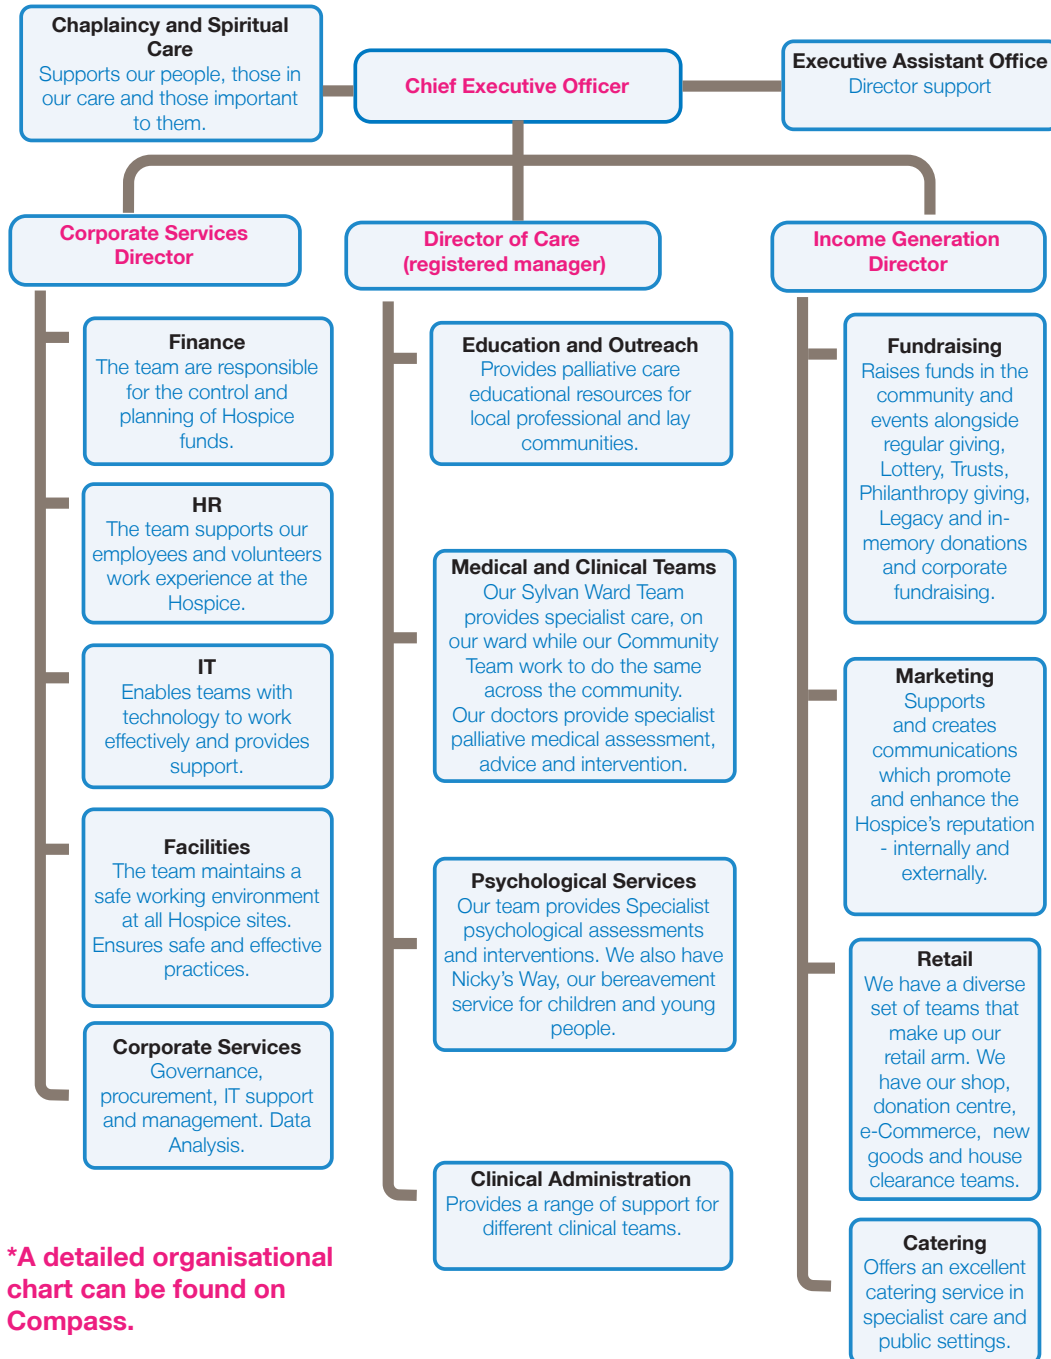 Chaplaincy and Spiritual
Care
Supports our people, those in
our care and those important
to them.
Chief Executive Officer
Executive Assistant Office
Director support
Corporate Services
Director
Director of Care
(registered manager)
Income Generation
Director
Finance
The team are responsible
for the control and
planning of Hospice
funds.
HR
The team supports our
employees and volunteers
work experience at the
Hospice.
IT
Enables teams with
technology to work
effectively and provides
support.
Facilities
The team maintains a
safe working environment
at all Hospice sites.
Ensures safe and effective
practices.
Corporate Services
Governance,
procurement, IT support
and management. Data
Analysis.
Education and Outreach
Provides palliative care
educational resources for
local professional and lay
communities.
Medical and Clinical Teams
Our Sylvan Ward Team
provides specialist care, on
our ward while our Community
Team work to do the same
across the community.
Our doctors provide specialist
palliative medical assessment,
advice and intervention.
Psychological Services
Our team provides Specialist
psychological assessments
and interventions. We also have
Nicky's Way, our bereavement
service for children and young
people.
Clinical Administration
Provides a range of support for
different clinical teams.
Fundraising
Raises funds in the
community and
events alongside
regular giving,
Lottery, Trusts,
Philanthropy giving,
Legacy and in-
memory donations
and corporate
fundraising.
Marketing
Supports
and creates
communications
which promote
and enhance the
Hospice's reputation
- internally and
externally.
Retail
We have a diverse
set of teams that
make up our
retail arm. We
have our shop,
donation centre,
e-Commerce,  new
goods and house
clearance teams.
Catering
Offers an excellent
catering service in
specialist care and
public settings.
*A detailed organisational
chart can be found on
Compass.